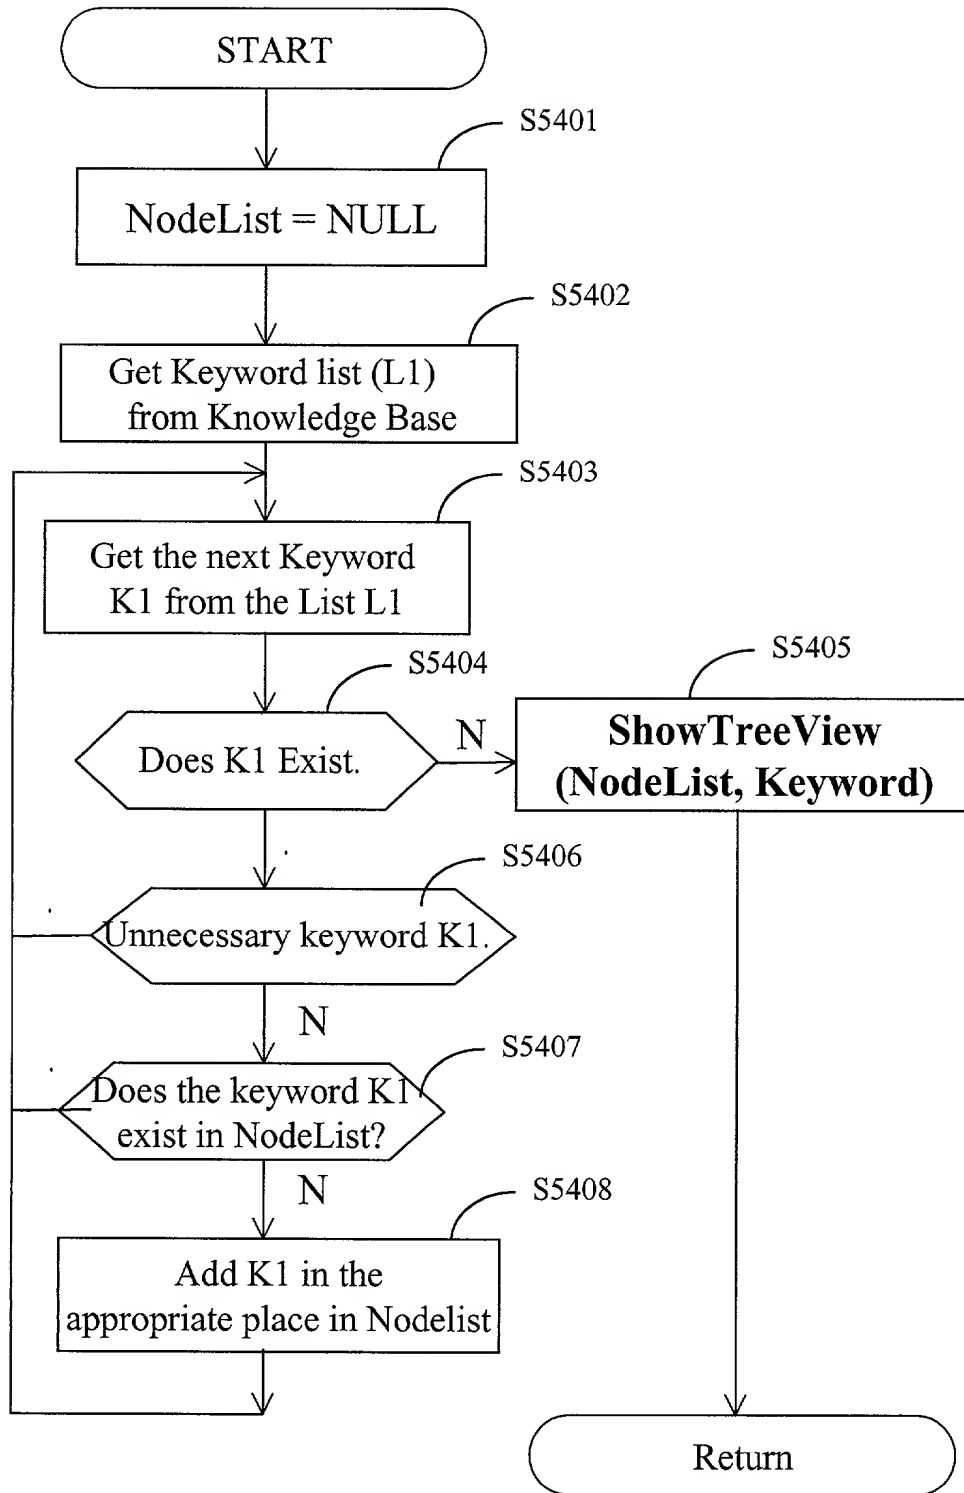 START
S5401
NodeList = NULL
S5402
Get Keyword list (L1)
from Knowledge Base
S5403
Get the next Keyword
K1 from the List L1
S5404
Does K1 Exist.
N
S5405
ShowTreeView
(NodeList, Keyword)
S5406
Unnecessary keyword K1.
N
S5407
Does the keyword K1
exist in NodeList?
N
S5408
Add K1 in the
appropriate place in Nodelist
Return